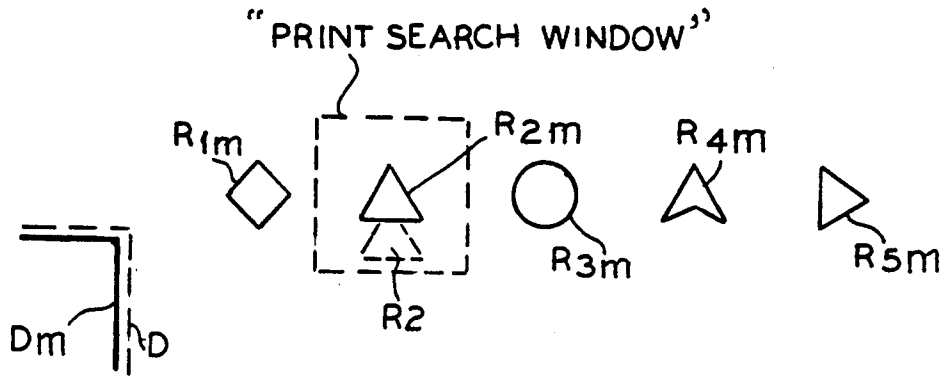 "PRINT SEARCH WINDOW"
R1m
R2m
R3m
R4m
R5m
R2
Dm
D